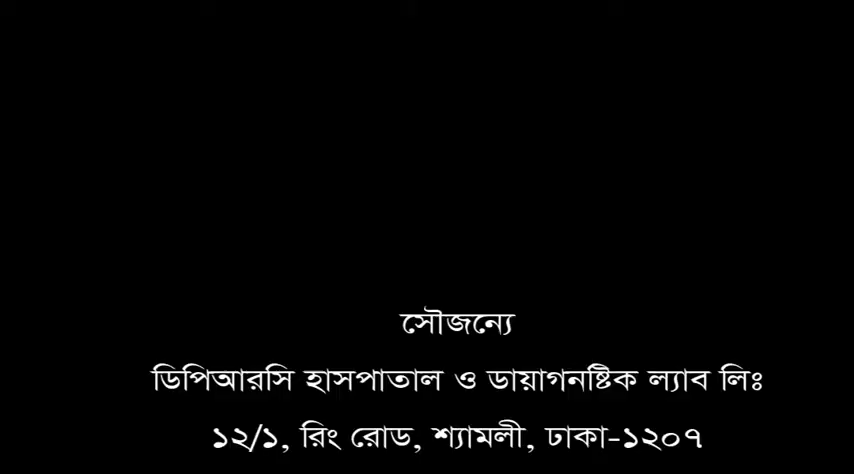 সৌজন্যে
ডিপিআরসি হাসপাতাল ও ডায়াগনষ্টিক ল্যাব লিঃ
১২/১, রিং রোড, শ্যামলী, ঢাকা-১২০৭